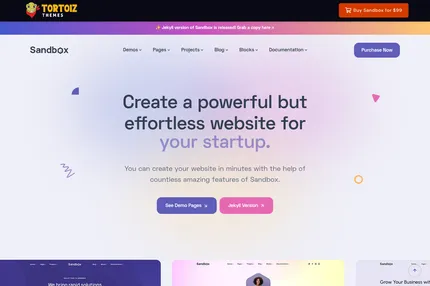 TORTOIZ
THEMES
Buy Sandbox for $99
✨ Jekyll version of Sandbox is released! Grab a copy here >
Sandbox
Demos
Pages
Projects
Blog
Blocks
Documentation
Purchase Now
Create a powerful but
effortless website for
your startup.
You can create your website in minutes with the help of
countless amazing features of Sandbox.
See Demo Pages
Jekyll Version
Sandbox
Sandbox
Sandbox
We bring rapid solutions
Grow Your Business